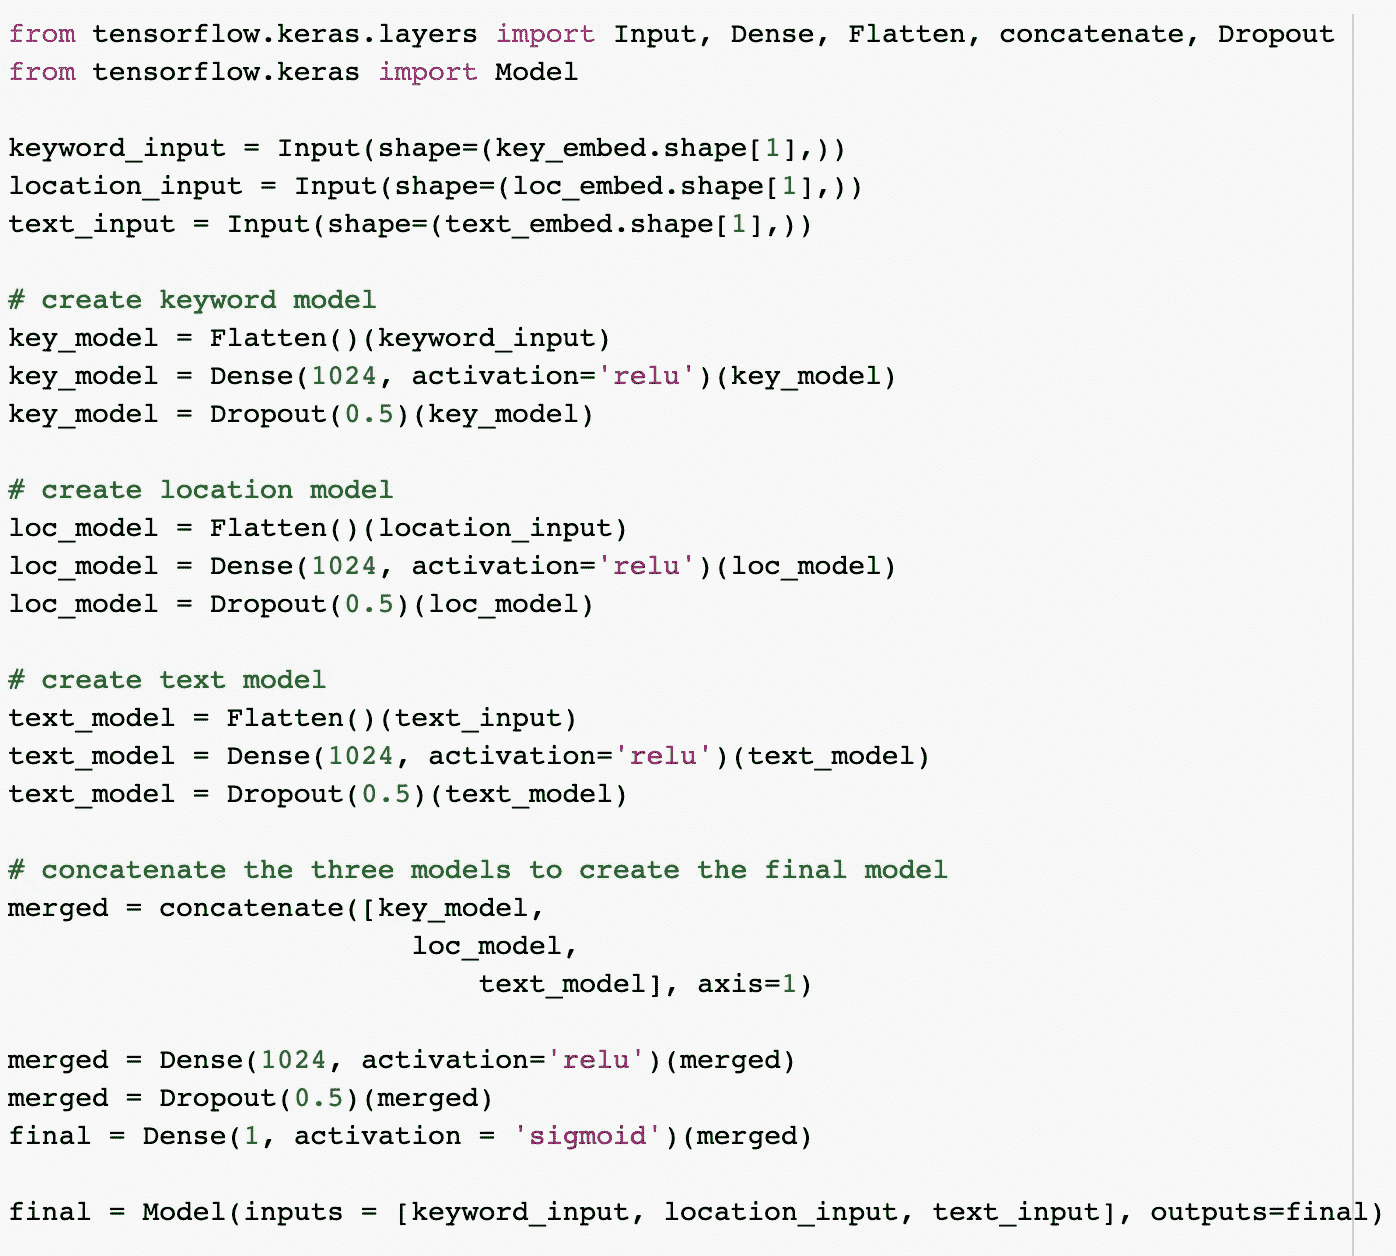 from tensorflow.keras.layers import Input, Dense, Flatten, concatenate, Dropout
from tensorflow.keras import Model

keyword_input = Input(shape=(key_embed.shape[1],))
location_input = Input(shape=(loc_embed.shape[1],))
text_input = Input(shape=(text_embed.shape[1],))

# create keyword model
key_model = Flatten()(keyword_input)
key_model = Dense(1024, activation='relu')(key_model)
key_model = Dropout(0.5)(key_model)

# create location model
loc_model = Flatten()(location_input)
loc_model = Dense(1024, activation='relu')(loc_model)
loc_model = Dropout(0.5)(loc_model)

# create text model
text_model = Flatten()(text_input)
text_model = Dense(1024, activation='relu')(text_model)
text_model = Dropout(0.5)(text_model)

# concatenate the three models to create the final model
merged = concatenate([key_model,
                        loc_model,
                            text_model], axis=1)

merged = Dense(1024, activation='relu')(merged)
merged = Dropout(0.5)(merged)
final = Dense(1, activation = 'sigmoid')(merged)

final = Model(inputs = [keyword_input, location_input, text_input], outputs=final)